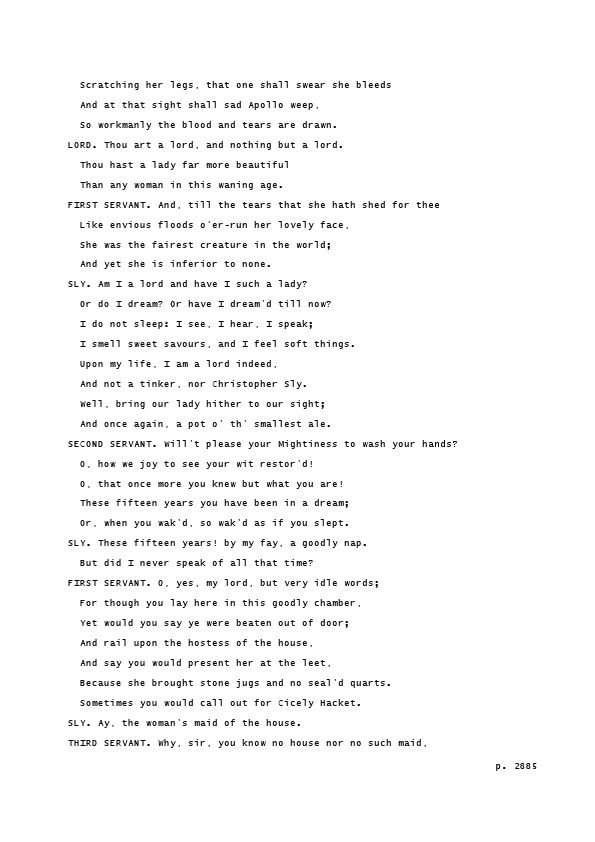 Scratching her legs, that one shall swear she bleeds
And at that sight shall sad Apollo weep,
So workmanly the blood and tears are drawn.
LORD. Thou art a lord, and nothing but a lord.
Thou hast a lady far more beautiful
Than any woman in this waning age.
FIRST SERVANT. And, till the tears that she hath shed for thee
Like envious floods o'er-run her lovely face,
She was the fairest creature in the world;
And yet she is inferior to none.
SLY. Am I a lord and have I such a lady?
Or do I dream? Or have I dream'd till now?
I do not sleep: I see, I hear, I speak;
I smell sweet savours, and I feel soft things.
Upon my life, I am a lord indeed,
And not a tinker, nor Christopher Sly.
Well, bring our lady hither to our sight;
And once again, a pot o' th' smallest ale.
SECOND SERVANT. Will't please your Mightiness to wash your hands?
O, how we joy to see your wit restor'd!
O, that once more you knew but what you are!
These fifteen years you have been in a dream;
Or, when you wak'd, so wak'd as if you slept.
SLY. These fifteen years! by my fay, a goodly nap.
But did I never speak of all that time?
FIRST SERVANT. O, yes, my lord, but very idle words;
For though you lay here in this goodly chamber,
Yet would you say ye were beaten out of door;
And rail upon the hostess of the house,
And say you would present her at the leet,
Because she brought stone jugs and no seal'd quarts.
Sometimes you would call out for Cicely Hacket.
SLY. Ay, the woman's maid of the house.
THIRD SERVANT. Why, sir, you know no house nor no such maid,
p. 2885